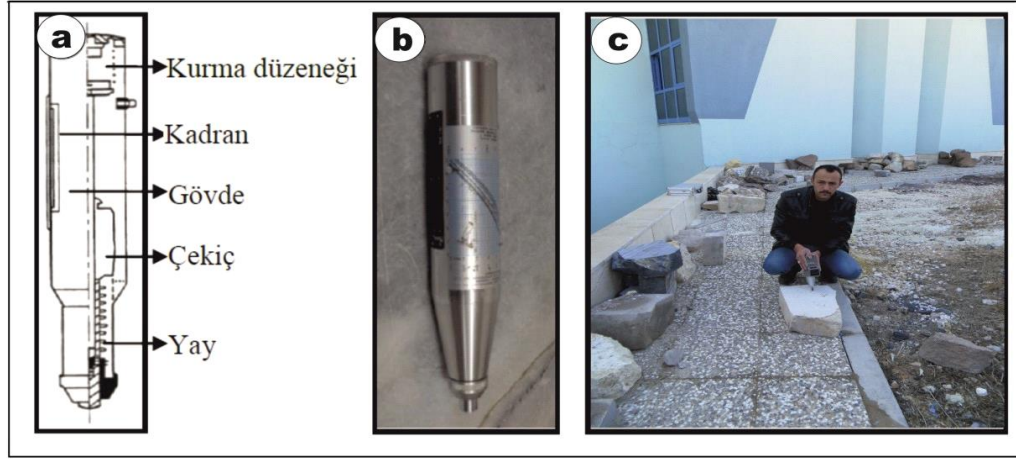 a
Kurma düzeneği
Kadran
Gövde
Çekiç
Yay
b
c